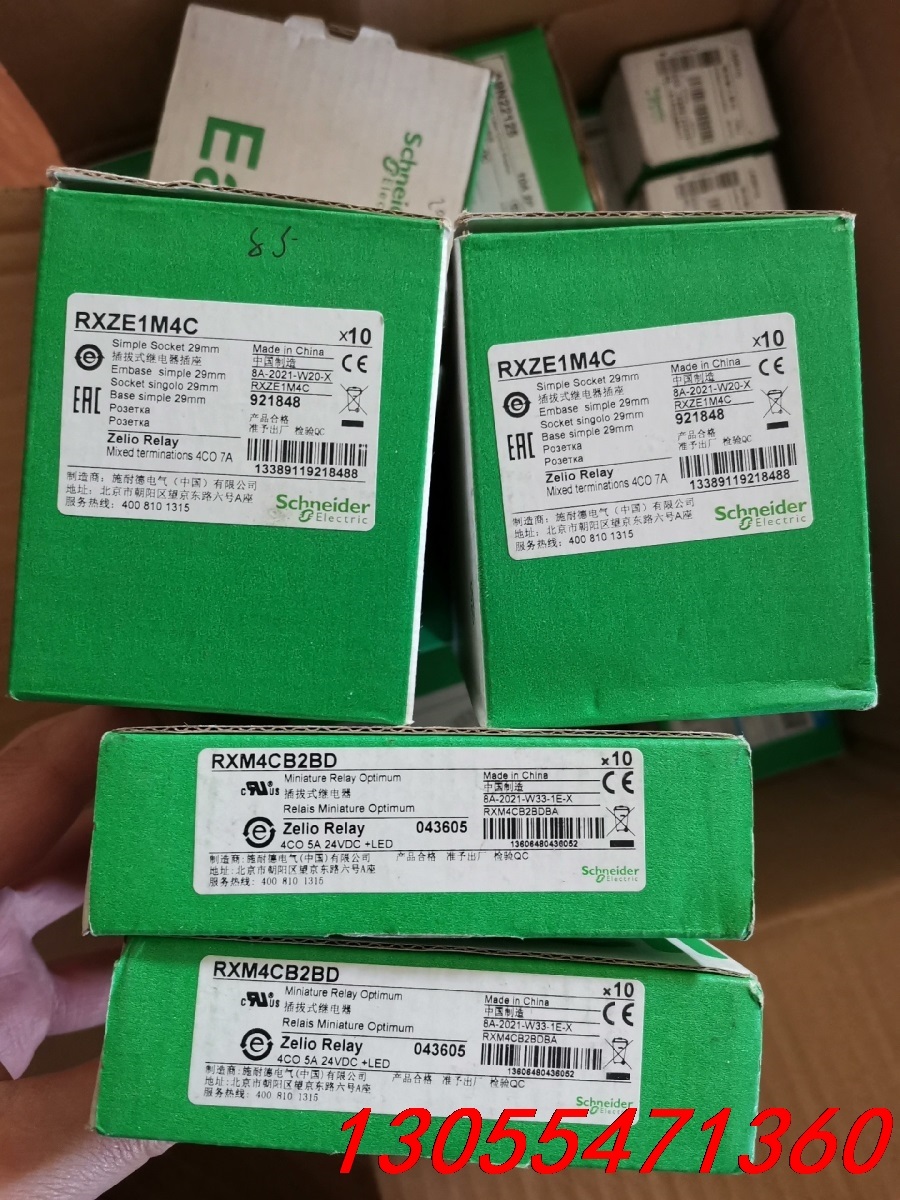 Ea
Schneider
Electric
85
RXZE1M4C
x10
Simple Socket 29mm
插拔式继电器插座
Embase simple 29mm
Socket singolo 29mm
Base simple 29mm
Розетка
Розетка
Made in China
中国制造
8A-2021-W20-X
RXZE1M4C
921848
CE
EAC
产品合格
准予出厂 检验QC
Zelio Relay
Mixed terminations 4CO 7A
13389119218488
制造商：施耐德电气（中国）有限公司
地址：北京市朝阳区望京东路六号A座
服务热线：400 810 1315
Schneider
Electric
RXZE1M4C
x10
Simple Socket 29mm
插拔式继电器插座
Embase simple 29mm
Socket singolo 29mm
Base simple 29mm
Розетка
Розетка
Made in China
中国制造
8A-2021-W20-X
RXZE1M4C
921848
CE
EAC
产品合格
准予出厂 检验QC
Zelio Relay
Mixed terminations 4CO 7A
13389119218488
制造商：施耐德电气（中国）有限公司
地址：北京市朝阳区望京东路六号A座
服务热线：400 810 1315
Schneider
Electric
RXM4CB2BD
x10
Miniature Relay Optimum
插拔式继电器
Relais Miniature Optimum
Made in China
中国制造
8A-2021-W33-1E-X
RXM4CB2BDBA
CE
Zelio Relay 043605
4CO 5A 24VDC +LED
13606480436052
制造商：施耐德电气(中国)有限公司 产品合格 准予出厂 检验QC
地址：北京市朝阳区望京东路六号A座
服务热线：400 810 1315
Schneider
Electric
RXM4CB2BD
x10
Miniature Relay Optimum
插拔式继电器
Relais Miniature Optimum
Made in China
中国制造
8A-2021-W33-1E-X
RXM4CB2BDBA
CE
Zelio Relay 043605
4CO 5A 24VDC +LED
13606480436052
制造商：施耐德电气(中国)有限公司 产品合格 准予出厂 检验QC
地址：北京市朝阳区望京东路六号A座
服务热线：400 810 1315
Schneider
Electric
13055471360